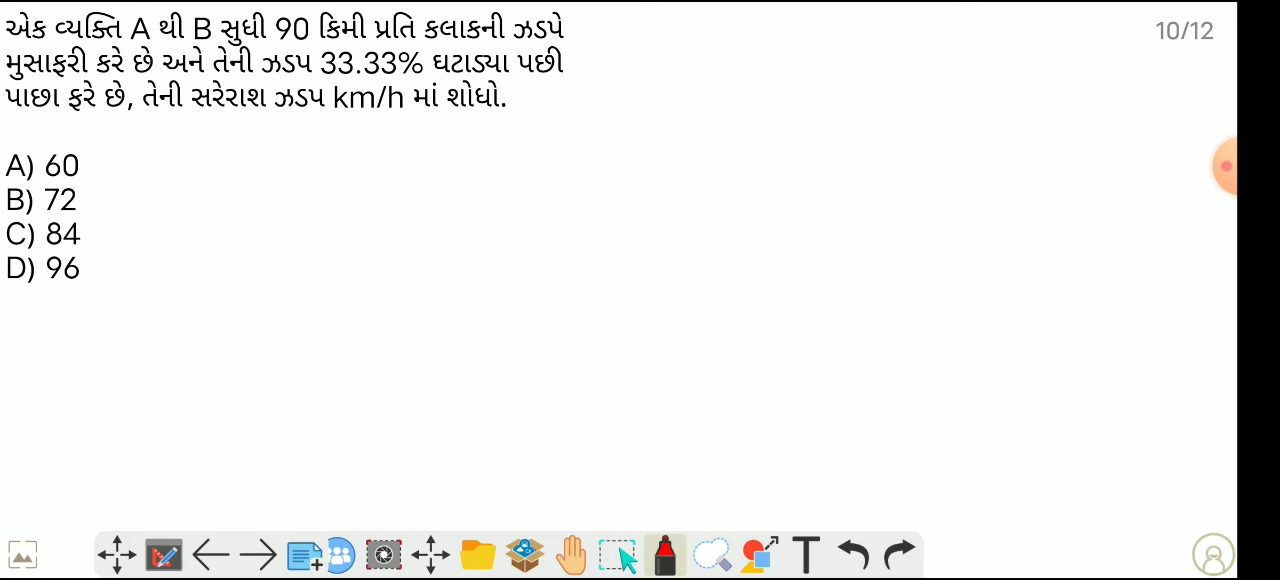 એક વ્યક્તિ A થી B સુધી 90 કિમી પ્રતિ કલાકની ઝડપે
મુસાફરી કરે છે અને તેની ઝડપ 33.33% ઘટાડ્યા પછી
પાછા ફરે છે, તેની સરેરાશ ઝડપ km/h માં શોધો.
A) 60
B) 72
C) 84
D) 96
10/12
T